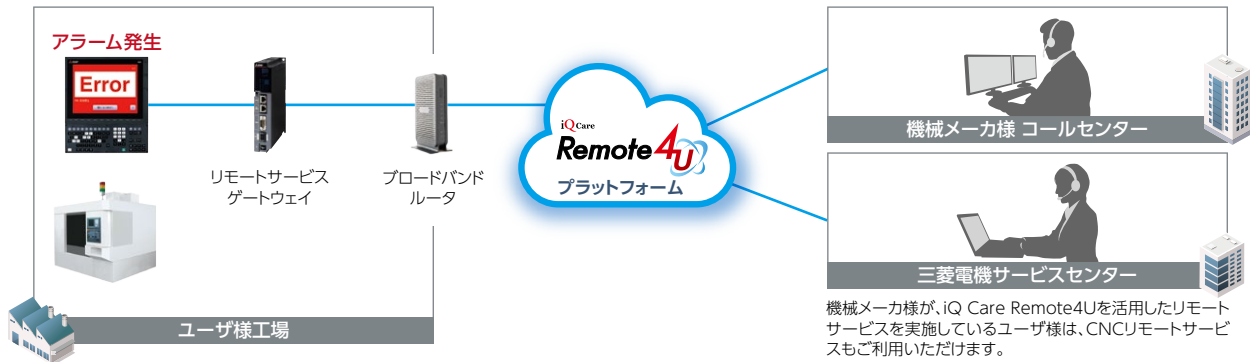 アラーム発生
Error
リモートサービス
ゲートウェイ
ブロードバンド
ルータ
ユーザ様工場
iQ Care
Remote4U
プラットフォーム
機械メーカ様 コールセンター
三菱電機サービスセンター
機械メーカ様が、iQ Care Remote4Uを活用したリモート
サービスを実施しているユーザ様は、CNCリモートサービ
スもご利用いただけます。